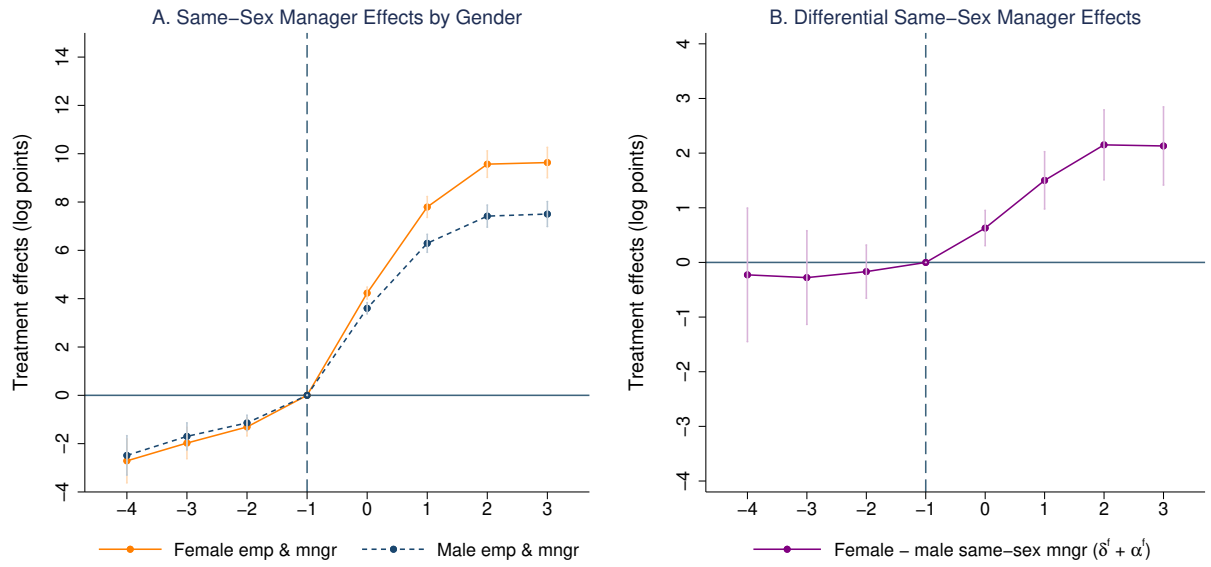 A. Same−Sex Manager Effects by Gender
Treatment effects (log points)
14
12
10
8
6
4
2
0
−2
−4
−4 −3 −2 −1 0 1 2 3
Female emp & mngr Male emp & mngr
B. Differential Same−Sex Manager Effects
Treatment effects (log points)
4
3
2
1
0
−1
−2
−3
−4
−4 −3 −2 −1 0 1 2 3
Female − male same−sex mngr (δᶠ + αᶠ)